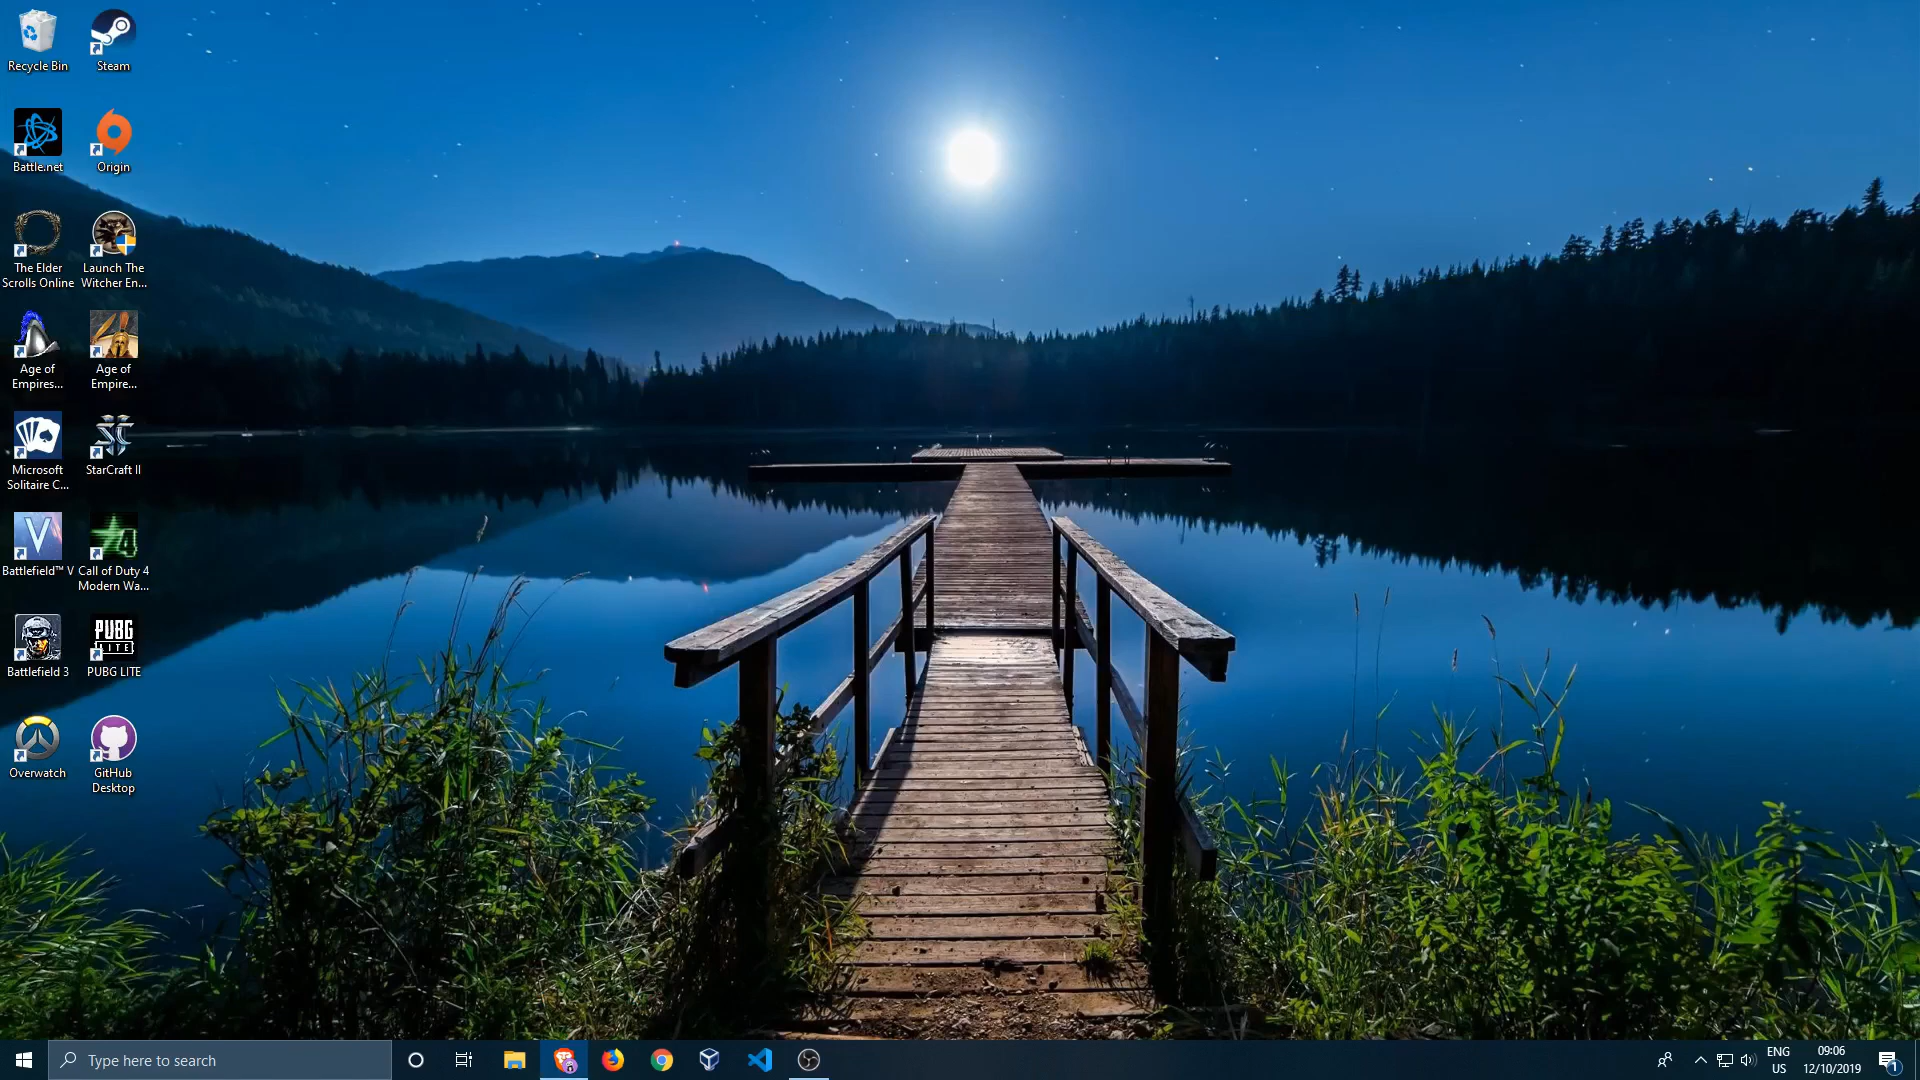 Recycle Bin
Steam
Battle.net
Origin
The Elder
Scrolls Online
Launch The
Witcher En...
Age of
Empires...
Age of
Empire...
Microsoft
Solitaire C...
StarCraft II
Battlefield™ V
Call of Duty 4
Modern Wa...
Battlefield 3
PUBG
LITE
PUBG LITE
Overwatch
GitHub
Desktop
Type here to search
ENG
US
09:06
12/10/2019
1